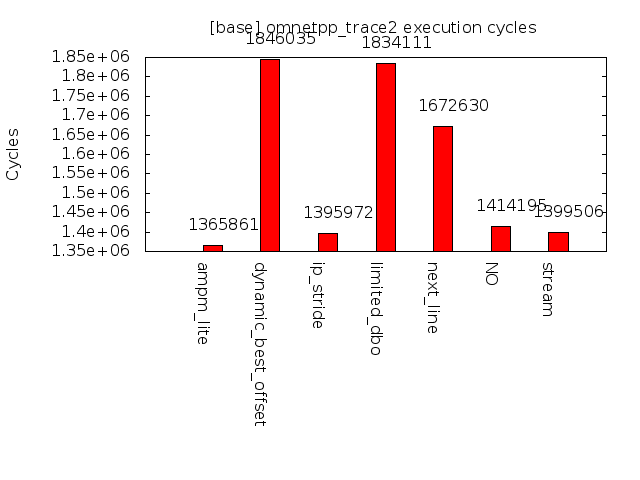 [base] omnetpp_trace2 execution cycles
Cycles
1.85e+06
1.8e+06
1.75e+06
1.7e+06
1.65e+06
1.6e+06
1.55e+06
1.5e+06
1.45e+06
1.4e+06
1.35e+06
1365861
1846035
1395972
1834111
1672630
1414195
1399506
ampm_lite
dynamic_best_offset
ip_stride
limited_dbo
next_line
NO
stream